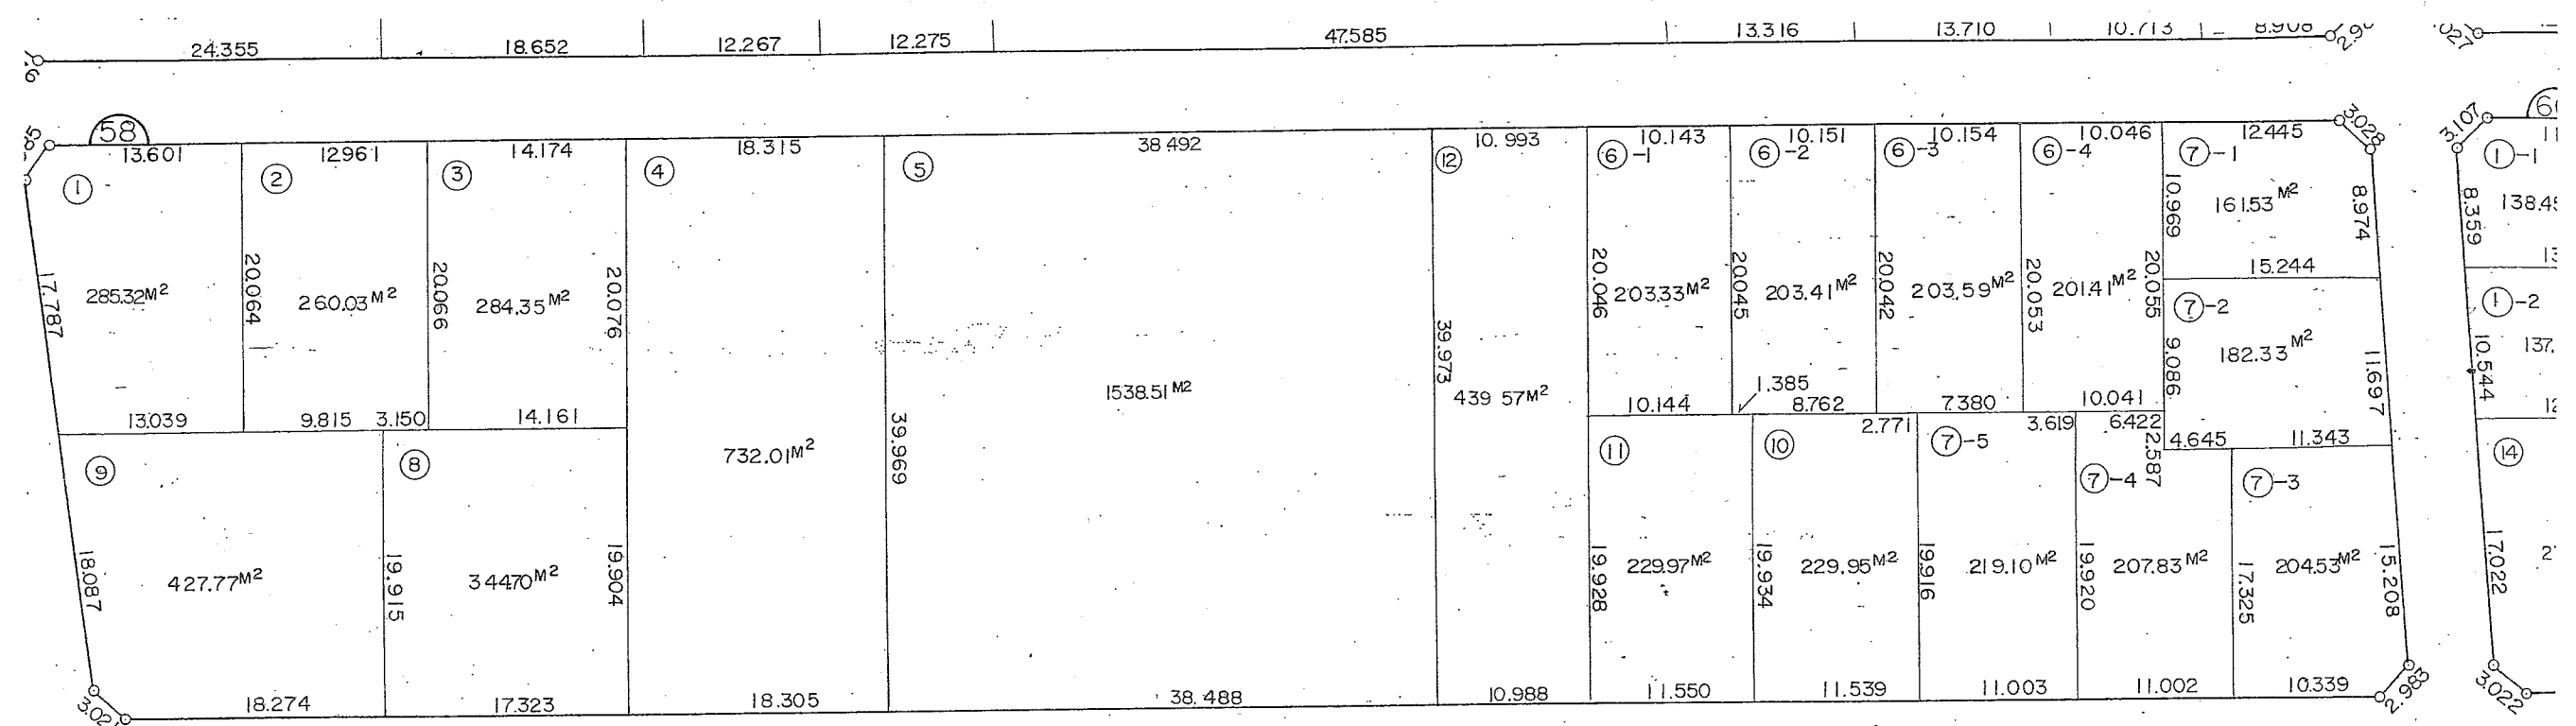 24.355 18.652 12.267 12.275 47.585 13.316 13.710 10.713 8.908
58
13.601 12.961 14.174 18.315 38.492 10.993 10.143 10.151 10.154 10.046 12.445 3.028 3.107
① ② ③ ④ ⑤ ⑫ ⑥-1 ⑥-2 ⑥-3 ⑥-4 ⑦-1 ①-1
10.969 8.974 8.359
161.53M2
17.787 20.064 20.066 20.076 39.973 20.046 20.045 20.042 20.053 20.055
15.244
285.32M2 260.03M2 284.35M2 203.33M2 203.41M2 203.59M2 201.41M2
⑦-2 ①-2
9.086 182.33M2 11.697 10.544
1538.51M2 439.57M2
1.385
13.039 9.815 3.150 14.161 10.144 8.762 7.380 10.041
2.771 3.619 6.422
4.645 11.343
2.587
39.969
732.01M2
⑨ ⑧ ⑪ ⑩ ⑦-5 ⑦-4 ⑦-3 ⑭
18.087 19.915 19.904 19.928 19.934 19.916 19.920 17.325 15.208 17.022
427.77M2 344.70M2 229.97M2 229.95M2 219.10M2 207.83M2 204.53M2
18.274 17.323 18.305 38.488 10.988 11.550 11.539 11.003 11.002 10.339 2.983 3.022